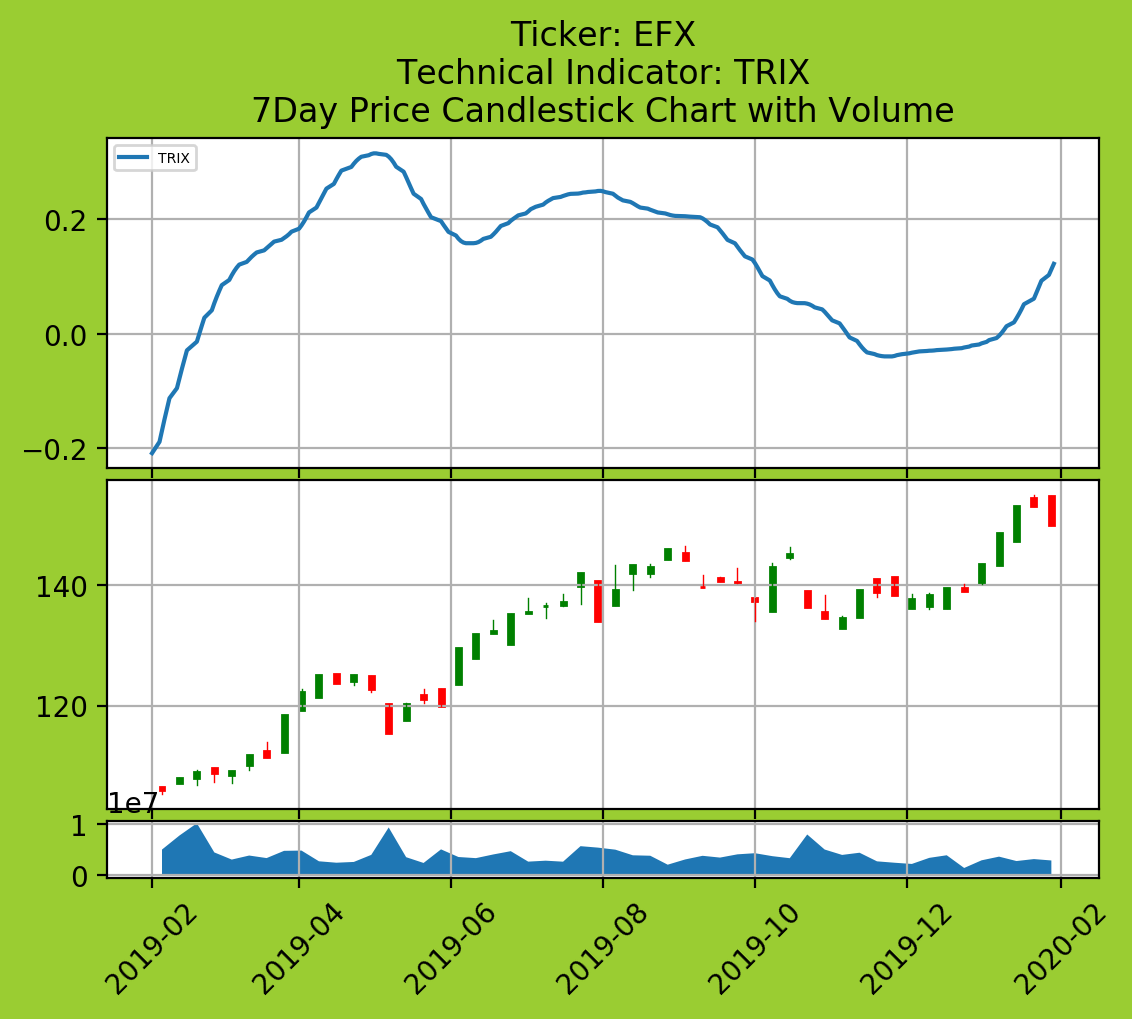 Ticker: EFX
Technical Indicator: TRIX
7Day Price Candlestick Chart with Volume
TRIX
0.2
0.0
−0.2
140
120
1e7
1
0
2019-02
2019-04
2019-06
2019-08
2019-10
2019-12
2020-02